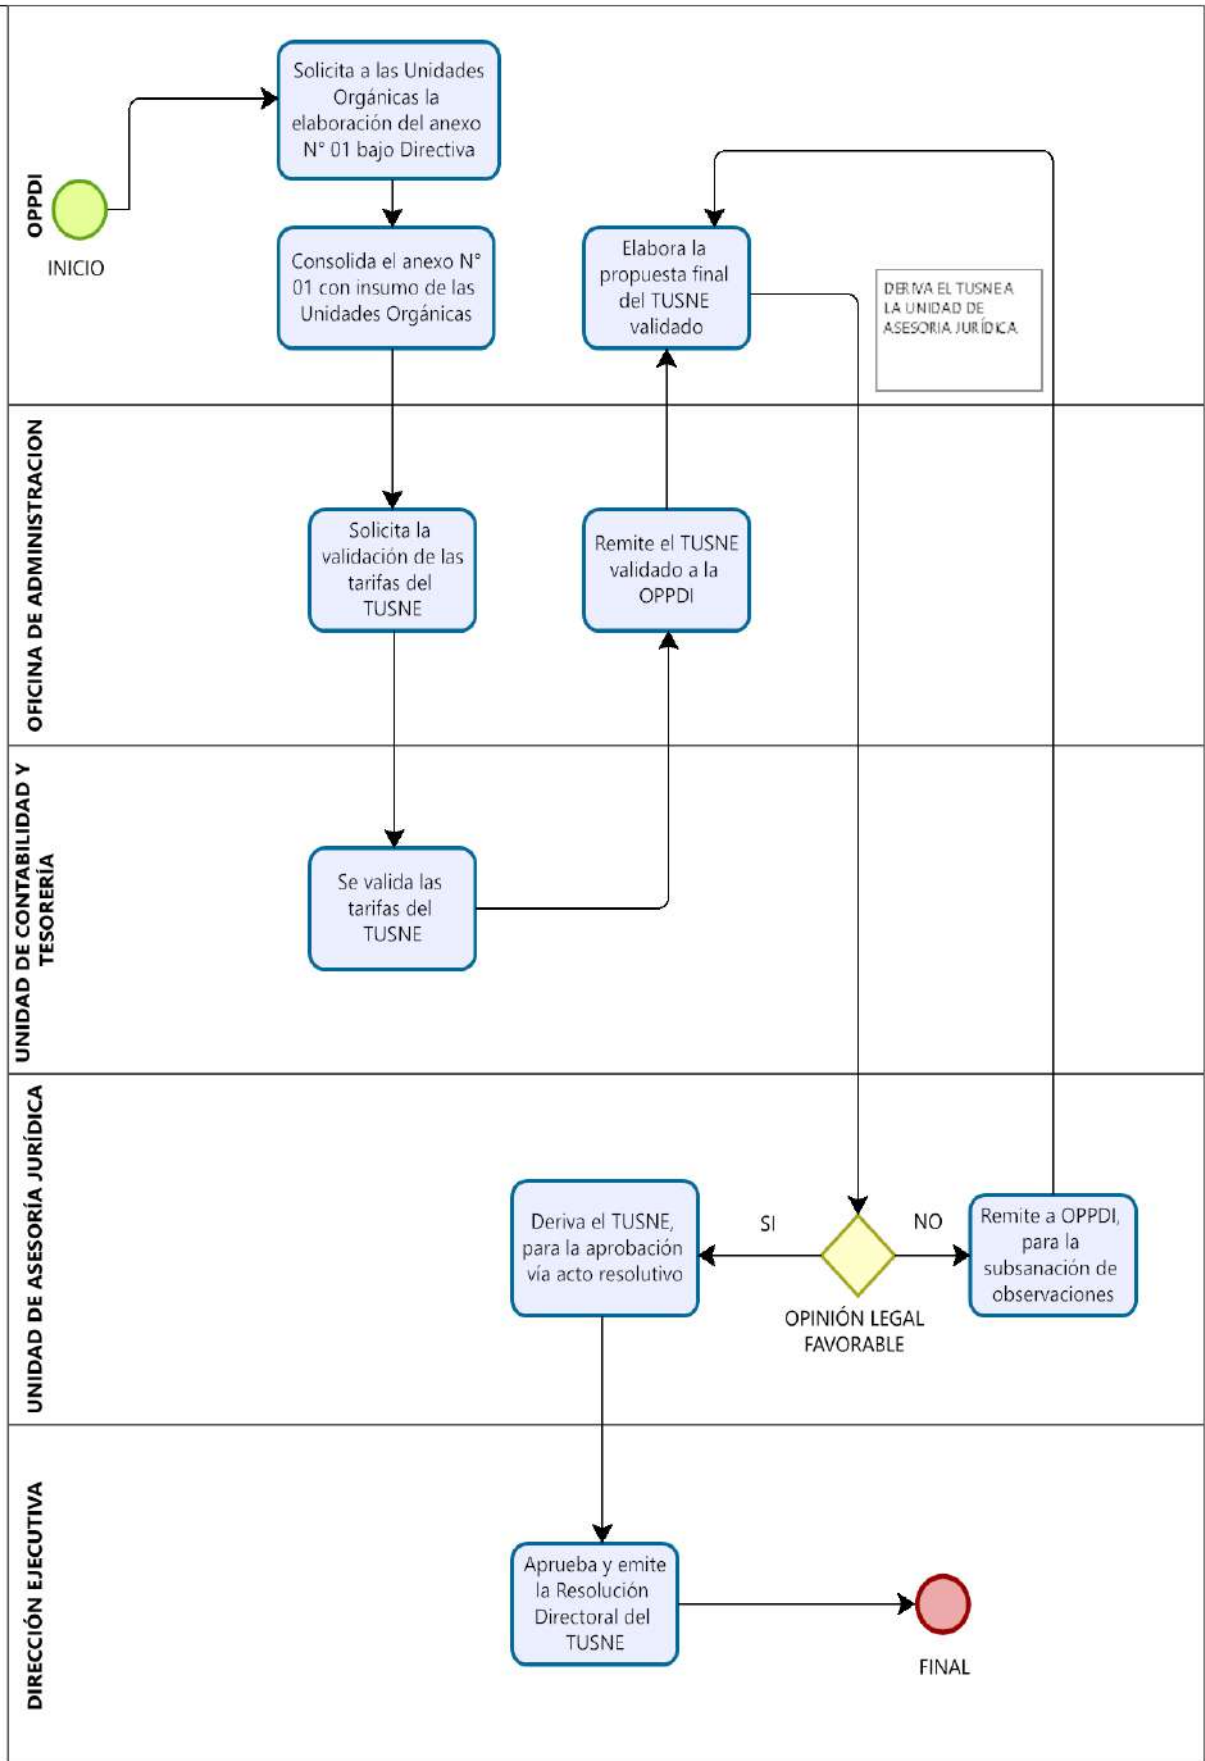 OPPDI
INICIO
Solicita a las Unidades
Orgánicas la
elaboración del anexo
N° 01 bajo Directiva
Consolida el anexo N°
01 con insumo de las
Unidades Orgánicas
Elabora la
propuesta final
del TUSNE
validado
DERIVA EL TUSNE A
LA UNIDAD DE
ASESORIA JURÍDICA
OFICINA DE ADMINISTRACION
Solicita la
validación de las
tarifas del
TUSNE
Remite el TUSNE
validado a la
OPPDI
UNIDAD DE CONTABILIDAD Y
TESORERÍA
Se valida las
tarifas del
TUSNE
UNIDAD DE ASESORÍA JURÍDICA
Deriva el TUSNE,
para la aprobación
vía acto resolutivo
SI
NO
OPINIÓN LEGAL
FAVORABLE
Remite a OPPDI,
para la
subsanación de
observaciones
DIRECCIÓN EJECUTIVA
Aprueba y emite
la Resolución
Directoral del
TUSNE
FINAL